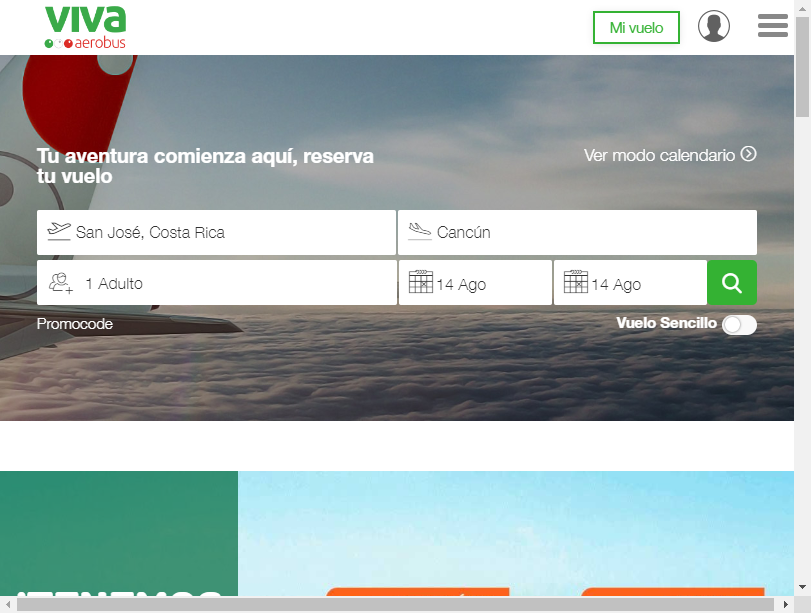 viva
aerobus
Mi vuelo
Tu aventura comienza aquí, reserva
tu vuelo
Ver modo calendario
San José, Costa Rica
Cancún
1 Adulto
14 Ago
14 Ago
Promocode
Vuelo Sencillo